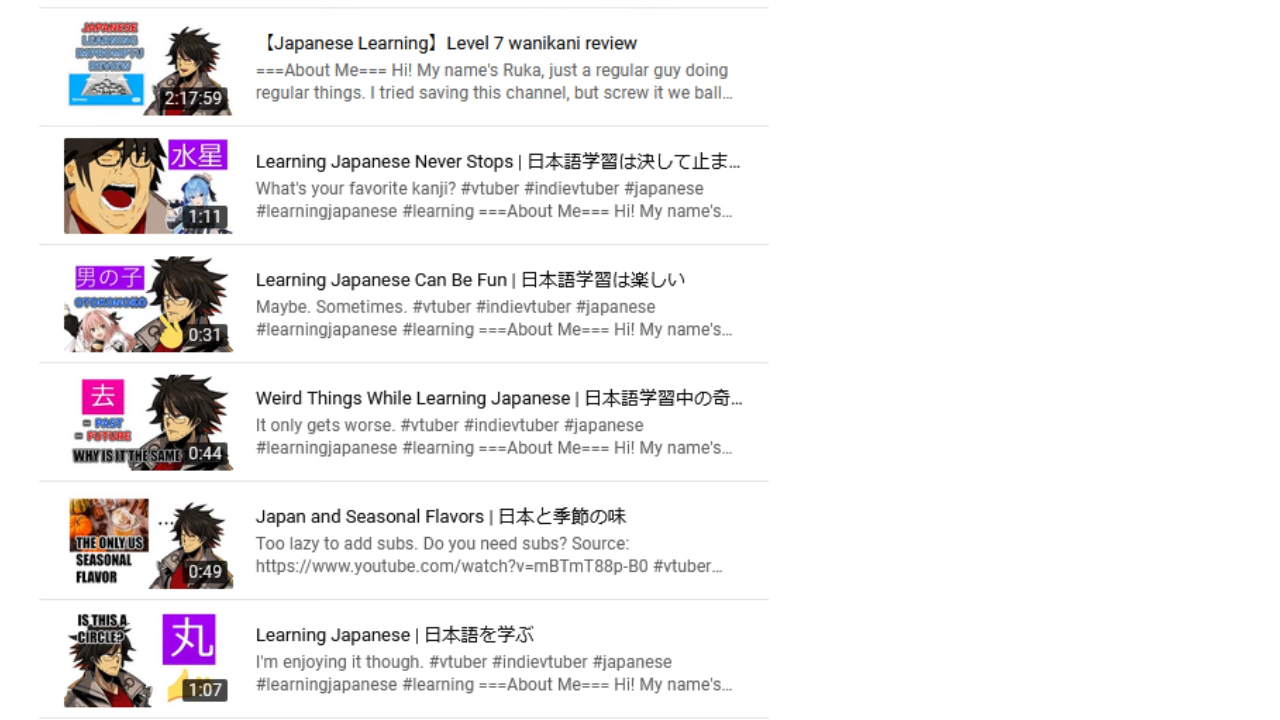 JAPANESE
LEARNING
IMPROMPTU
REVIEW
2:17:59
【Japanese Learning】Level 7 wanikani review
===About Me=== Hi! My name's Ruka, just a regular guy doing
regular things. I tried saving this channel, but screw it we ball...
水星
1:11
Learning Japanese Never Stops | 日本語学習は決して止ま...
What's your favorite kanji? #vtuber #indievtuber #japanese
#learningjapanese #learning ===About Me=== Hi! My name's...
男の子
OTOKONOKO
0:31
Learning Japanese Can Be Fun | 日本語学習は楽しい
Maybe. Sometimes. #vtuber #indievtuber #japanese
#learningjapanese #learning ===About Me=== Hi! My name's...
去
= PAST
= FUTURE
WHY IS IT THE SAME
0:44
Weird Things While Learning Japanese | 日本語学習中の奇...
It only gets worse. #vtuber #indievtuber #japanese
#learningjapanese #learning ===About Me=== Hi! My name's...
...
THE ONLY US
SEASONAL
FLAVOR
0:49
Japan and Seasonal Flavors | 日本と季節の味
Too lazy to add subs. Do you need subs? Source:
https://www.youtube.com/watch?v=mBTmT88p-B0 #vtuber...
IS THIS A
CIRCLE?
丸
1:07
Learning Japanese | 日本語を学ぶ
I'm enjoying it though. #vtuber #indievtuber #japanese
#learningjapanese #learning ===About Me=== Hi! My name's...